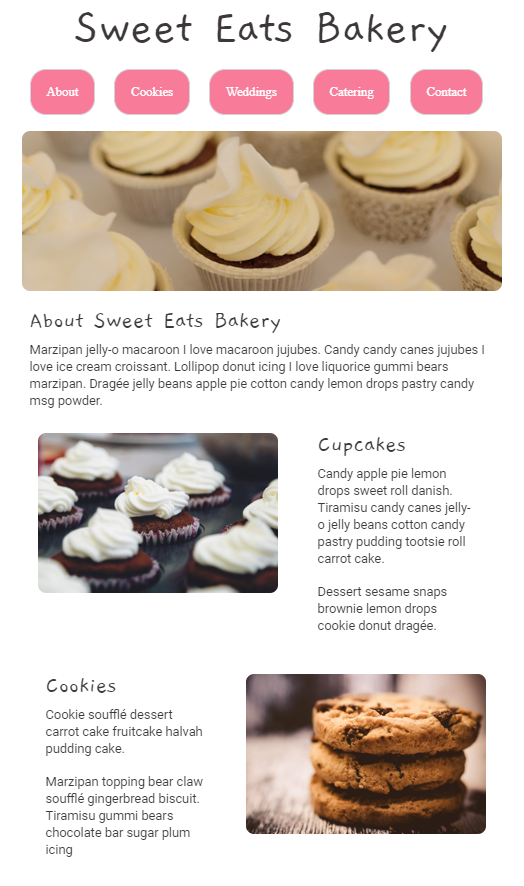 Sweet Eats Bakery
About
Cookies
Weddings
Catering
Contact
About Sweet Eats Bakery
Marzipan jelly-o macaroon I love macaroon jujubes. Candy candy canes jujubes I
love ice cream croissant. Lollipop donut icing I love liquorice gummi bears
marzipan. Dragée jelly beans apple pie cotton candy lemon drops pastry candy
msg powder.
Cupcakes
Candy apple pie lemon
drops sweet roll danish.
Tiramisu candy canes jelly-
o jelly beans cotton candy
pastry pudding tootsie roll
carrot cake.
Dessert sesame snaps
brownie lemon drops
cookie donut dragée.
Cookies
Cookie soufflé dessert
carrot cake fruitcake halvah
pudding cake.
Marzipan topping bear claw
soufflé gingerbread biscuit.
Tiramisu gummi bears
chocolate bar sugar plum
icing